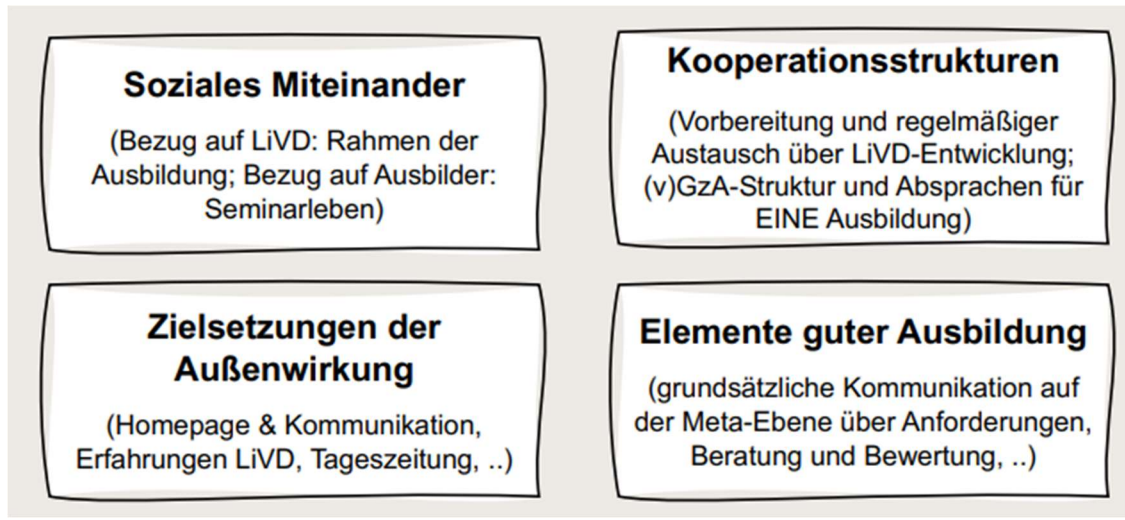 Soziales Miteinander
(Bezug auf LiVD: Rahmen der
Ausbildung; Bezug auf Ausbilder:
Seminarleben)
Kooperationsstrukturen
(Vorbereitung und regelmäßiger
Austausch über LiVD-Entwicklung;
(v)GzA-Struktur und Absprachen für
EINE Ausbildung)
Zielsetzungen der
Außenwirkung
(Homepage & Kommunikation,
Erfahrungen LiVD, Tageszeitung, ..)
Elemente guter Ausbildung
(grundsätzliche Kommunikation auf
der Meta-Ebene über Anforderungen,
Beratung und Bewertung, ..)